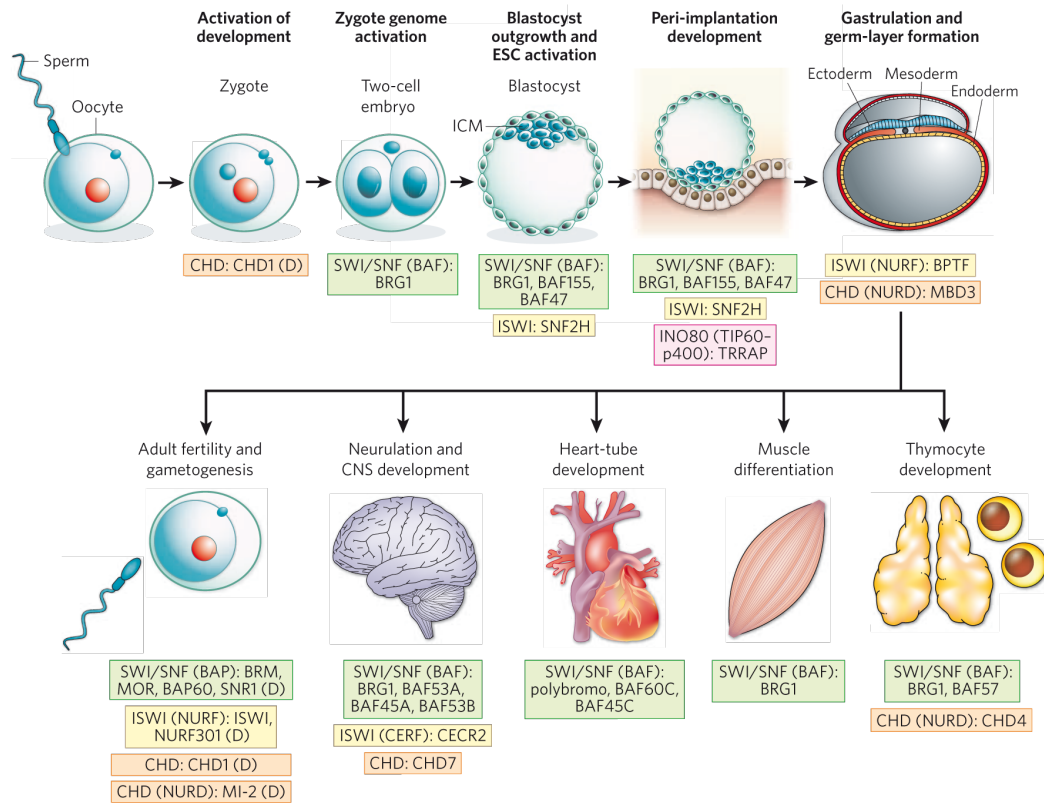 Activation of
development
Zygote genome
activation
Blastocyst
outgrowth and
ESC activation
Peri-implantation
development
Gastrulation and
germ-layer formation
Sperm
Oocyte
Zygote
Two-cell
embryo
Blastocyst
ICM
Ectoderm
Mesoderm
Endoderm
CHD: CHD1 (D)
SWI/SNF (BAF):
BRG1
SWI/SNF (BAF):
BRG1, BAF155,
BAF47
ISWI: SNF2H
SWI/SNF (BAF):
BRG1, BAF155, BAF47
ISWI: SNF2H
INO80 (TIP60–
p400): TRRAP
ISWI (NURF): BPTF
CHD (NURD): MBD3
Adult fertility and
gametogenesis
Neurulation and
CNS development
Heart-tube
development
Muscle
differentiation
Thymocyte
development
SWI/SNF (BAP): BRM,
MOR, BAP60, SNR1 (D)
ISWI (NURF): ISWI,
NURF301 (D)
CHD: CHD1 (D)
CHD (NURD): MI-2 (D)
SWI/SNF (BAF):
BRG1, BAF53A,
BAF45A, BAF53B
ISWI (CERF): CECR2
CHD: CHD7
SWI/SNF (BAF):
polybromo, BAF60C,
BAF45C
SWI/SNF (BAF):
BRG1
SWI/SNF (BAF):
BRG1, BAF57
CHD (NURD): CHD4